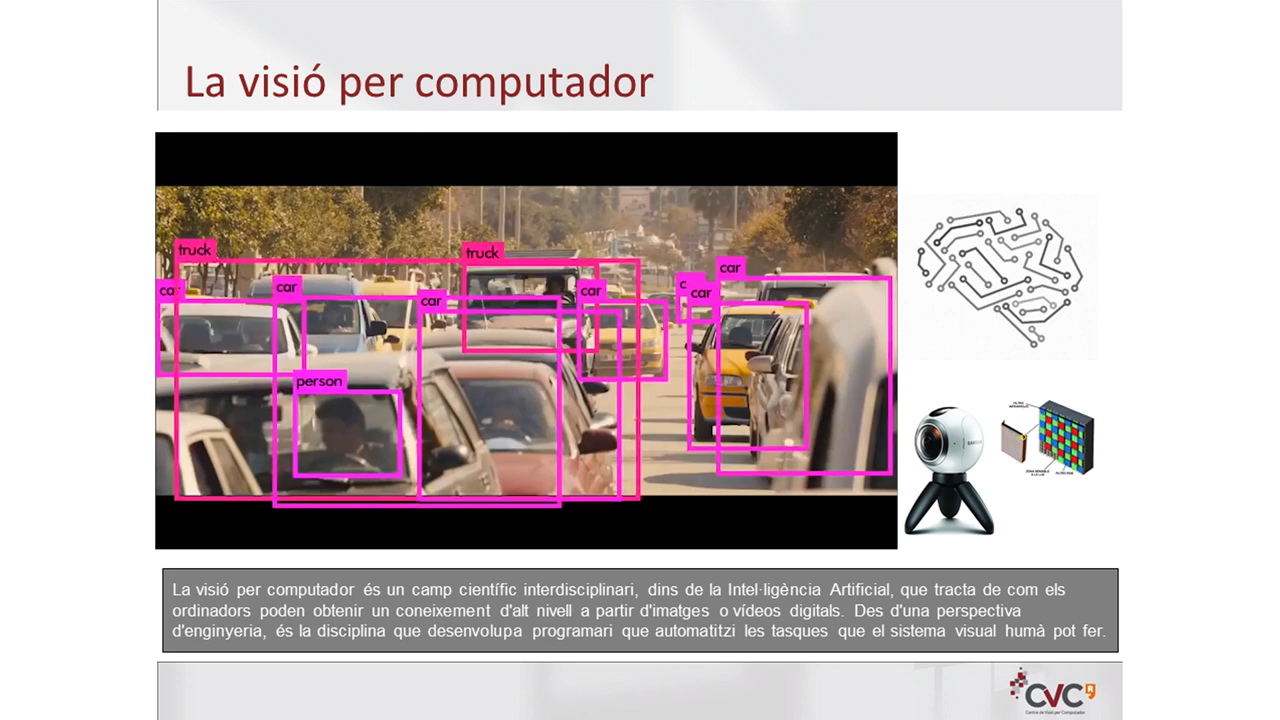 La visió per computador
truck
truck
car
car
car
car
car
person
La visió per computador és un camp científic interdisciplinari, dins de la Intel·ligència Artificial, que tracta de com els
ordinadors poden obtenir un coneixement d'alt nivell a partir d'imatges o vídeos digitals. Des d'una perspectiva
d'enginyeria, és la disciplina que desenvolupa programari que automatitzi les tasques que el sistema visual humà pot fer.
CVC
Centre de Visió per Computador